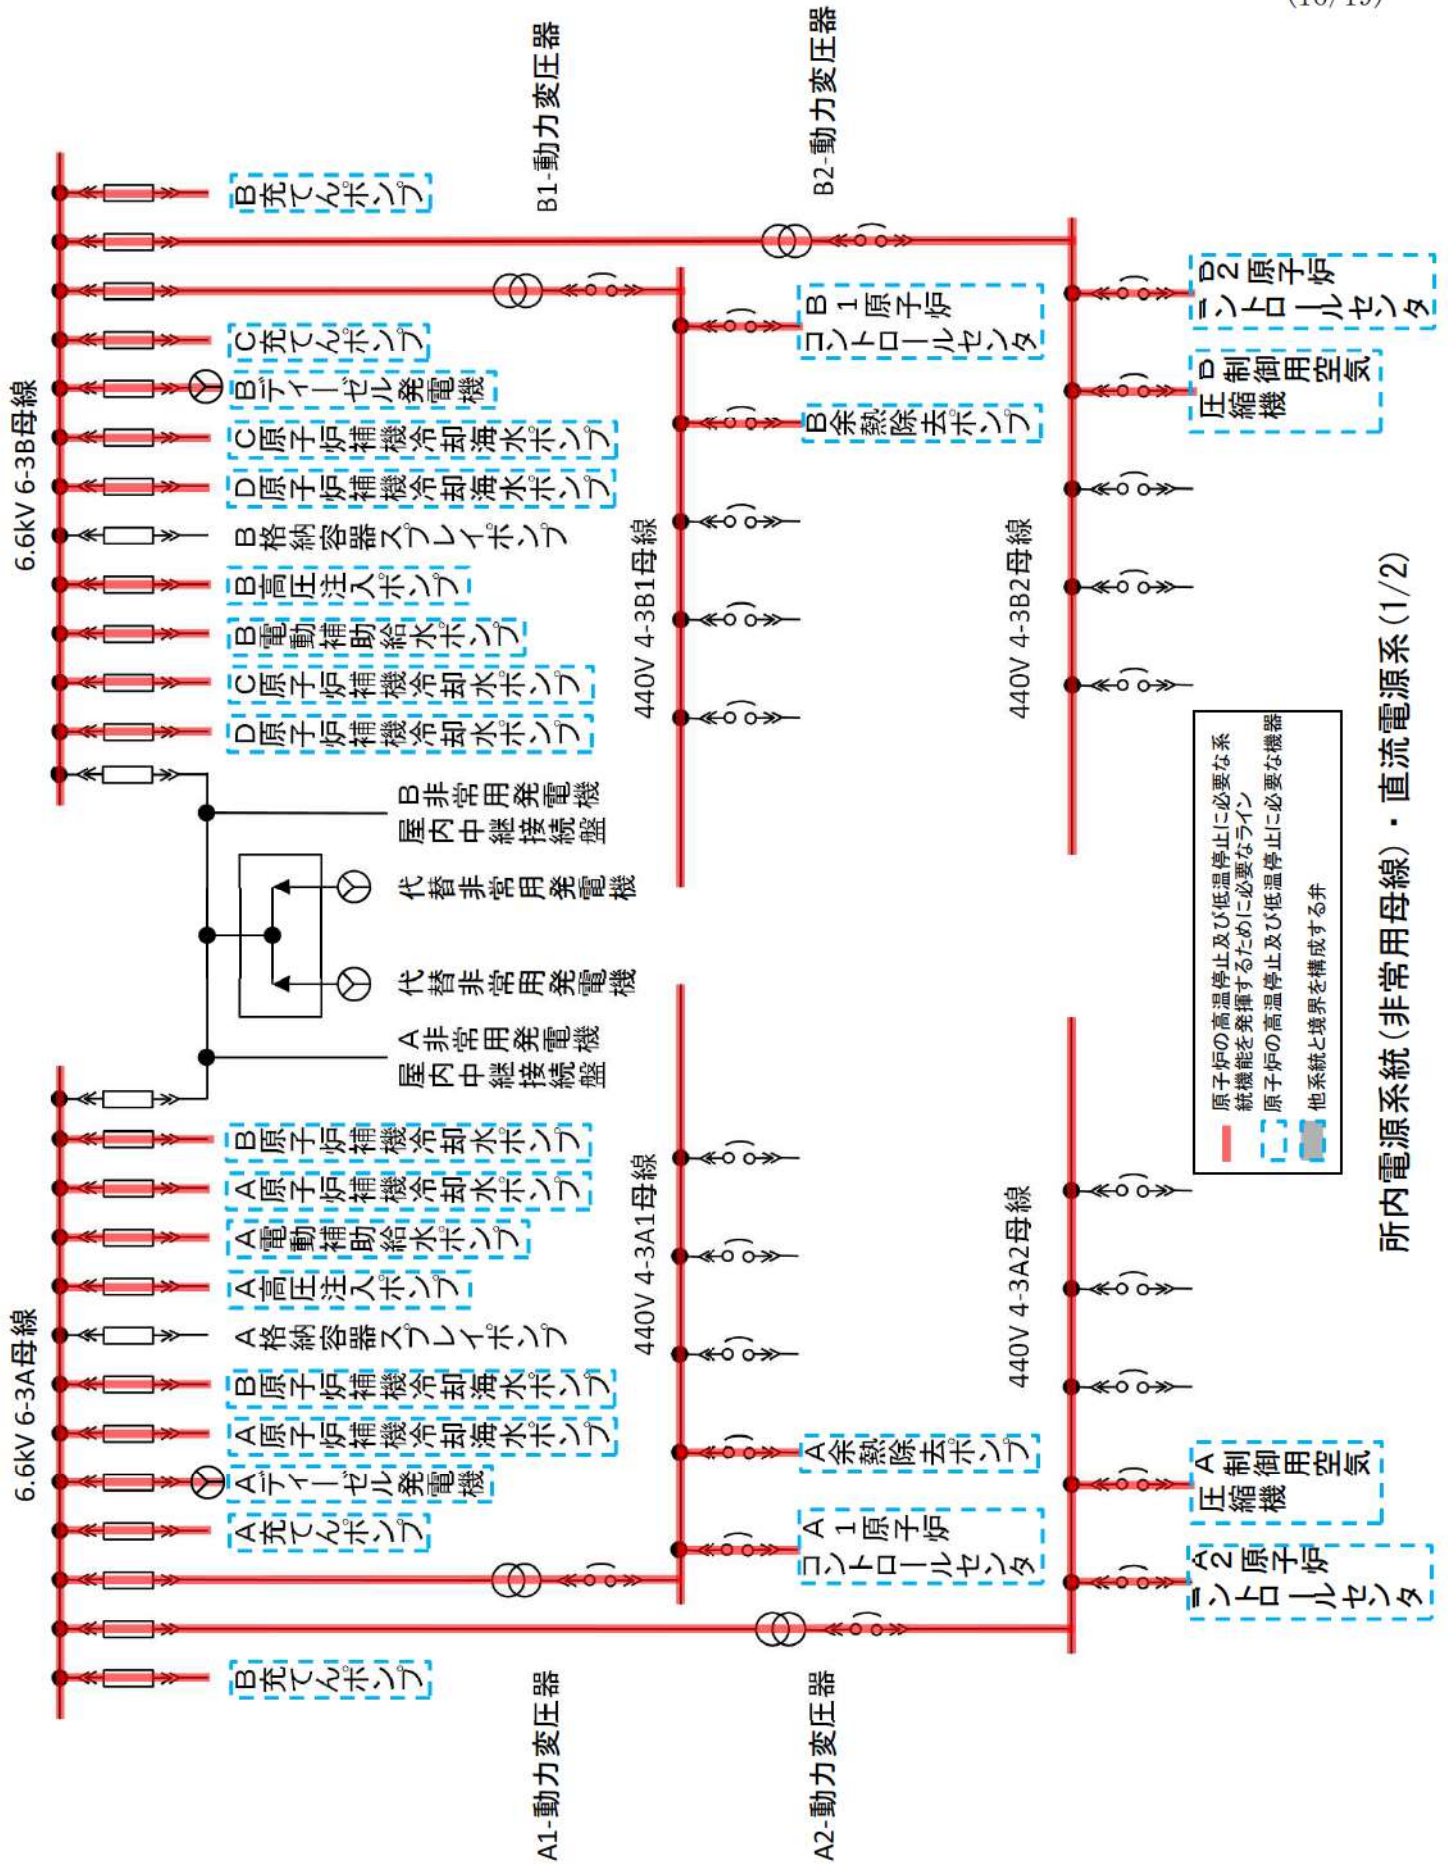 6.6kV 6-3A母線
6.6kV 6-3B母線
B充てんポンプ
A充てんポンプ
Aディーゼル発電機
A原子炉補機冷却海水ポンプ
B原子炉補機冷却海水ポンプ
A格納容器スプレイポンプ
A高圧注入ポンプ
A電動補助給水ポンプ
A原子炉補機冷却水ポンプ
B原子炉補機冷却水ポンプ
A非常用発電機
屋内中継接続盤
代替非常用発電機
代替非常用発電機
B非常用発電機
屋内中継接続盤
D原子炉補機冷却水ポンプ
C原子炉補機冷却水ポンプ
B電動補助給水ポンプ
B高圧注入ポンプ
B格納容器スプレイポンプ
D原子炉補機冷却海水ポンプ
C原子炉補機冷却海水ポンプ
Bディーゼル発電機
C充てんポンプ
B充てんポンプ
A1-動力変圧器
B1-動力変圧器
440V 4-3A1母線
440V 4-3B1母線
A2-動力変圧器
B2-動力変圧器
A1原子炉
コントロールセンタ
A余熱除去ポンプ
B余熱除去ポンプ
B1原子炉
コントロールセンタ
440V 4-3A2母線
440V 4-3B2母線
A2原子炉
コントロールセンタ
A制御用空気
圧縮機
B制御用空気
圧縮機
B2原子炉
コントロールセンタ
原子炉の高温停止及び低温停止に必要な系
統機能を発揮するために必要なライン
原子炉の高温停止及び低温停止に必要な機器
他系統と境界を構成する弁
所内電源系統(非常用母線)・直流電源系(1/2)